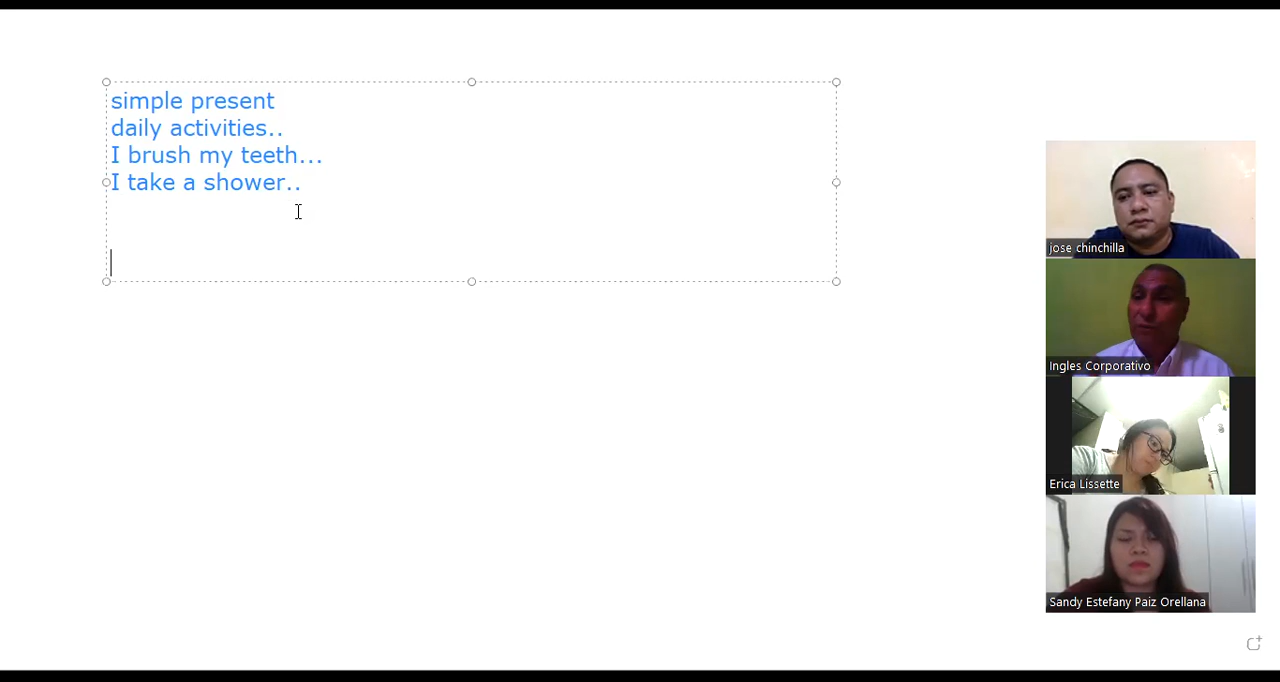 simple present
daily activities..
I brush my teeth...
I take a shower..
jose chinchilla
Ingles Corporativo
Erica Lissette
Sandy Estefany Paiz Orellana